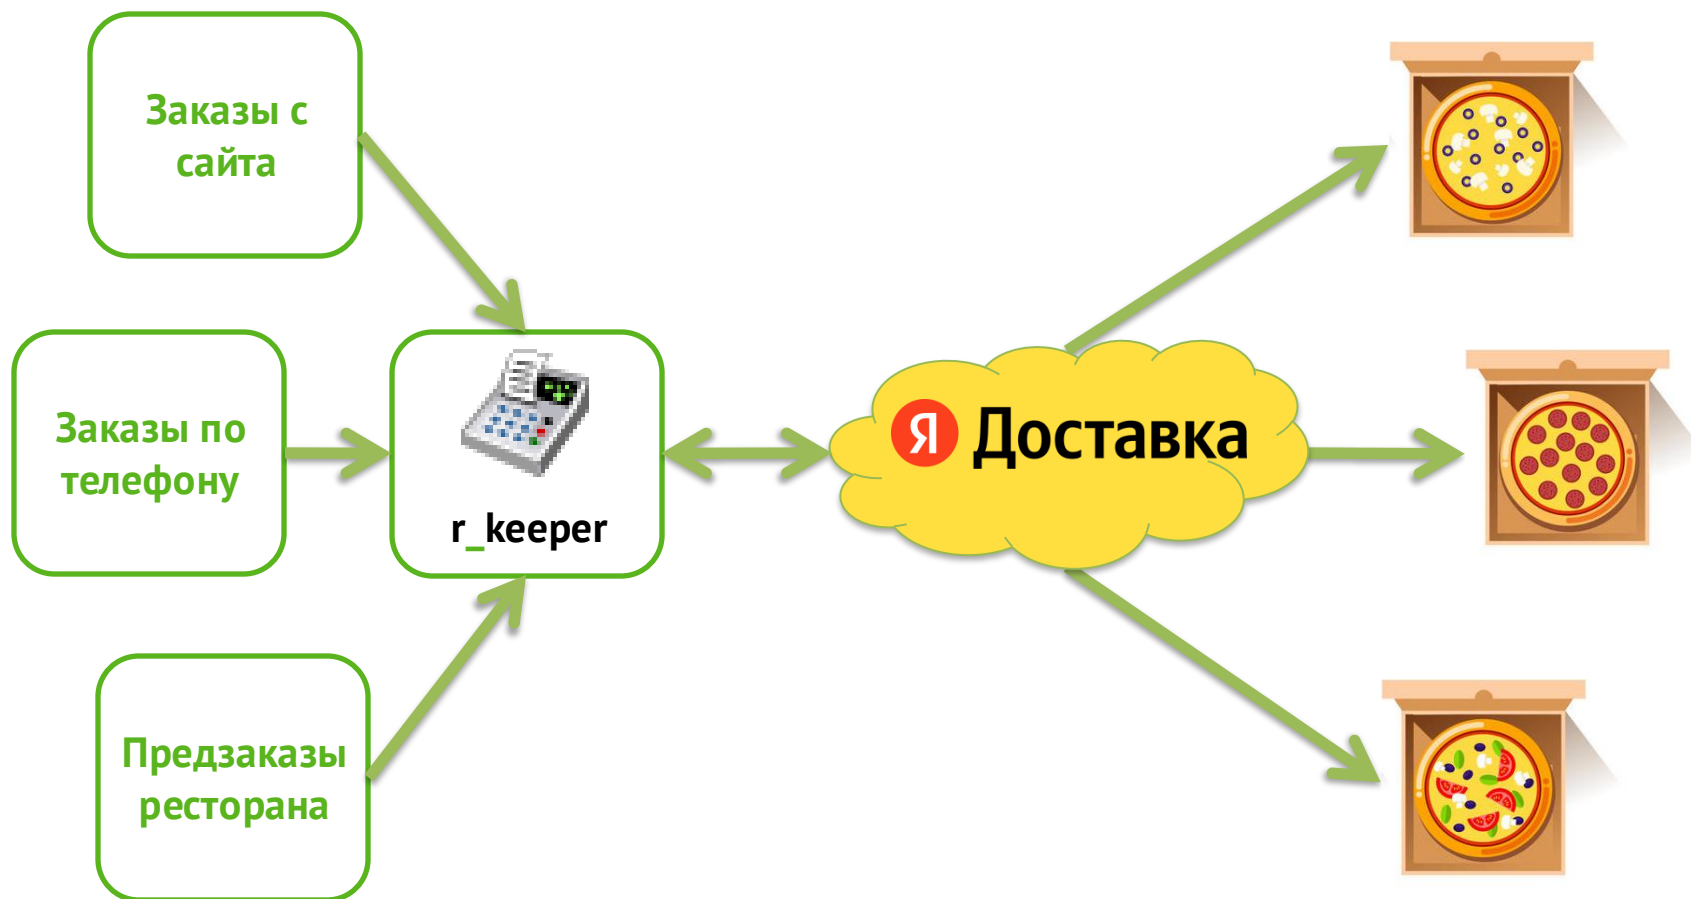 Заказы с
сайта
Заказы по
телефону
r_keeper
Я Доставка
Предзаказы
ресторана